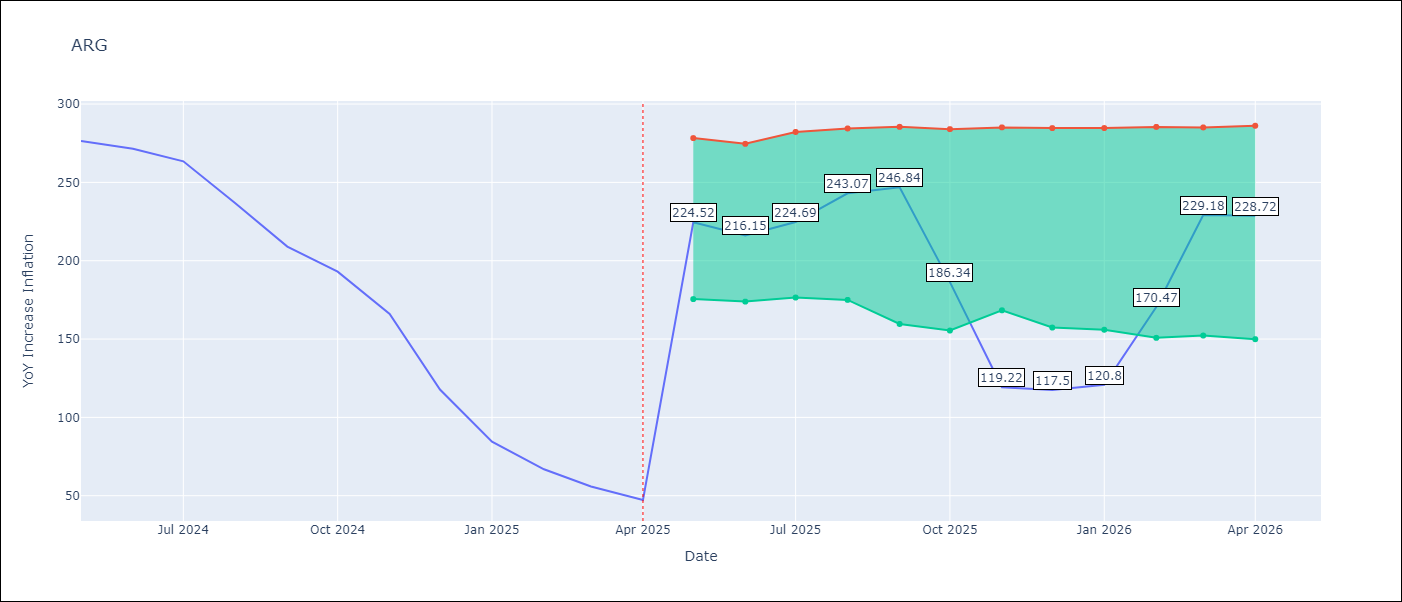 ARG
YoY Increase Inflation
300
250
200
150
100
50
224.52
216.15
224.69
243.07
246.84
186.34
119.22
117.5
120.8
170.47
229.18
228.72
Jul 2024
Oct 2024
Jan 2025
Apr 2025
Jul 2025
Oct 2025
Jan 2026
Apr 2026
Date